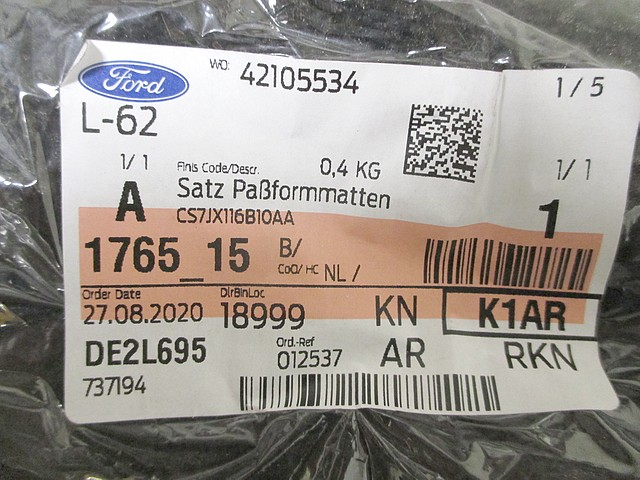 Ford
WO: 42105534
1/5
L-62
1/1 Finis Code/Descr. 0,4 KG 1/1
A Satz Paßformmatten 1
CS7JX116B10AA
1765_15 B/
CoO/HC NL /
Order Date DlrBinLoc
27.08.2020 18999 KN K1AR
DE2L695 Ord.-Ref
012537 AR RKN
737194